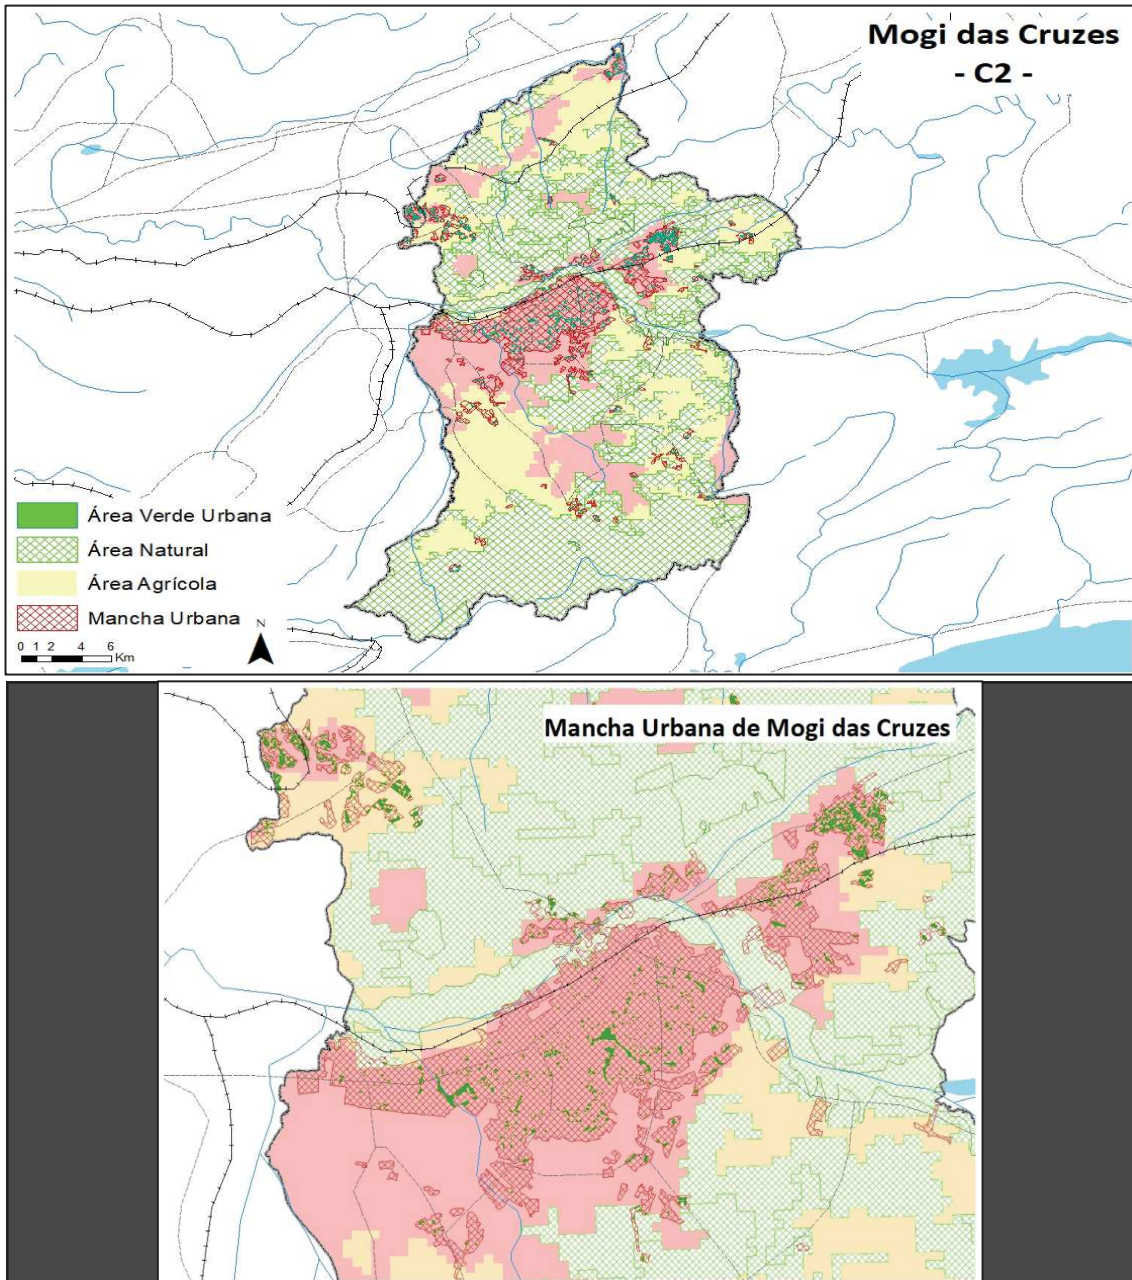 Mogi das Cruzes
- C2 -
Área Verde Urbana
Área Natural
Área Agrícola
Mancha Urbana
N
0 1 2 4 6
Km
Mancha Urbana de Mogi das Cruzes